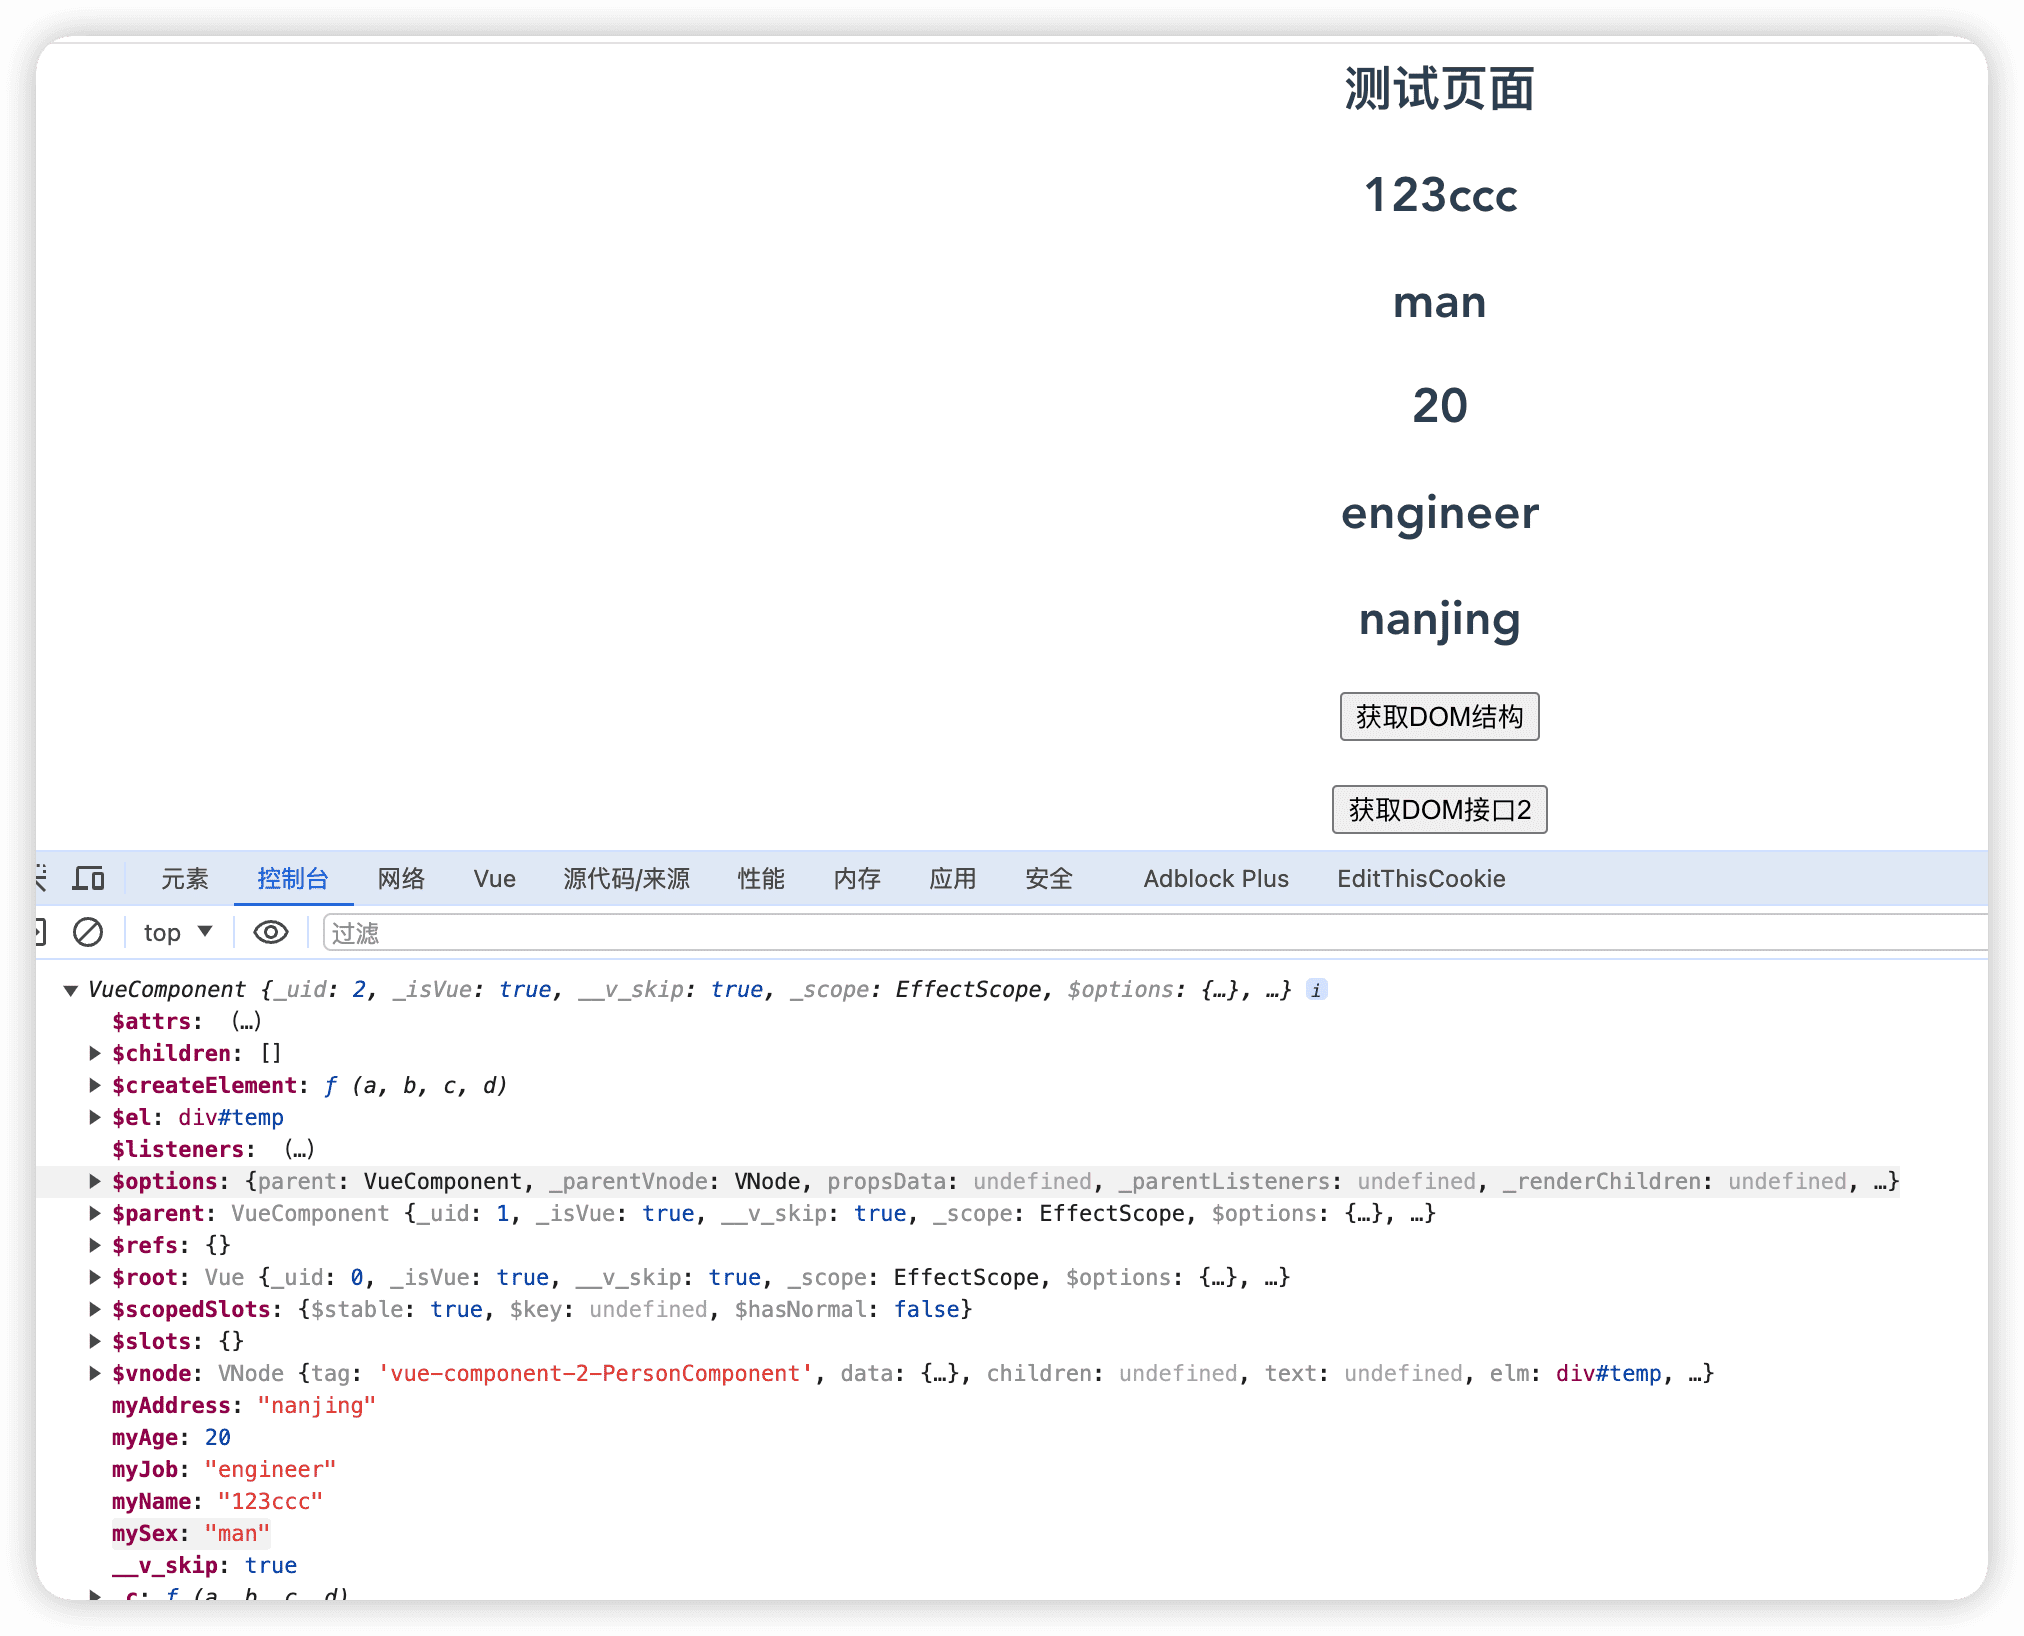 测试页面
123ccc
man
20
engineer
nanjing
获取DOM结构
获取DOM接口2
元素 控制台 网络 Vue 源代码/来源 性能 内存 应用 安全 Adblock Plus EditThisCookie
top 过滤
VueComponent {_uid: 2, _isVue: true, __v_skip: true, _scope: EffectScope, $options: {…}, …} i
$attrs: (…)
$children: []
$createElement: ƒ (a, b, c, d)
$el: div#temp
$listeners: (…)
$options: {parent: VueComponent, _parentVnode: VNode, propsData: undefined, _parentListeners: undefined, _renderChildren: undefined, …}
$parent: VueComponent {_uid: 1, _isVue: true, __v_skip: true, _scope: EffectScope, $options: {…}, …}
$refs: {}
$root: Vue {_uid: 0, _isVue: true, __v_skip: true, _scope: EffectScope, $options: {…}, …}
$scopedSlots: {$stable: true, $key: undefined, $hasNormal: false}
$slots: {}
$vnode: VNode {tag: 'vue-component-2-PersonComponent', data: {…}, children: undefined, text: undefined, elm: div#temp, …}
myAddress: "nanjing"
myAge: 20
myJob: "engineer"
myName: "123ccc"
mySex: "man"
__v_skip: true
_c: ƒ (a, b, c, d)